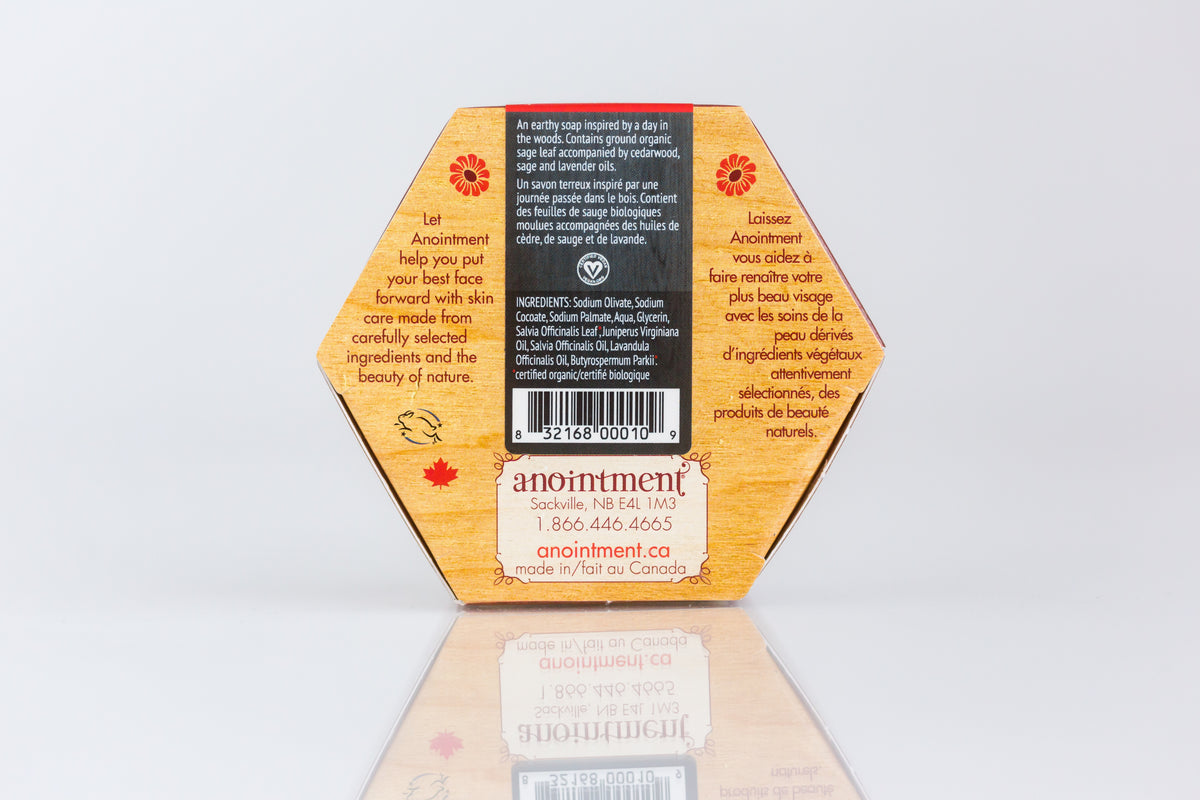 An earthy soap inspired by a day in
the woods. Contains ground organic
sage leaf accompanied by cedarwood,
sage and lavender oils.
Un savon terreux inspiré par une
journée passée dans le bois. Contient
des feuilles de sauge biologiques
moulues accompagnées des huiles de
cèdre, de sauge et de lavande.
INGREDIENTS: Sodium Olivate, Sodium
Cocoate, Sodium Palmate, Aqua, Glycerin,
Salvia Officinalis Leaf*, Juniperus Virginiana
Oil, Salvia Officinalis Oil, Lavandula
Officinalis Oil, Butyrospermum Parkii*.
*certified organic/certifié biologique
8 32168 00010 9
Let
Anointment
help you put
your best face
forward with skin
care made from
carefully selected
ingredients and the
beauty of nature.
Laissez
Anointment
vous aidez à
faire renaître votre
plus beau visage
avec les soins de la
peau dérivés
d'ingrédients végétaux
attentivement
sélectionnés, des
produits de beauté
naturels.
anointment
Sackville, NB E4L 1M3
1.866.446.4665
anointment.ca
made in/fait au Canada